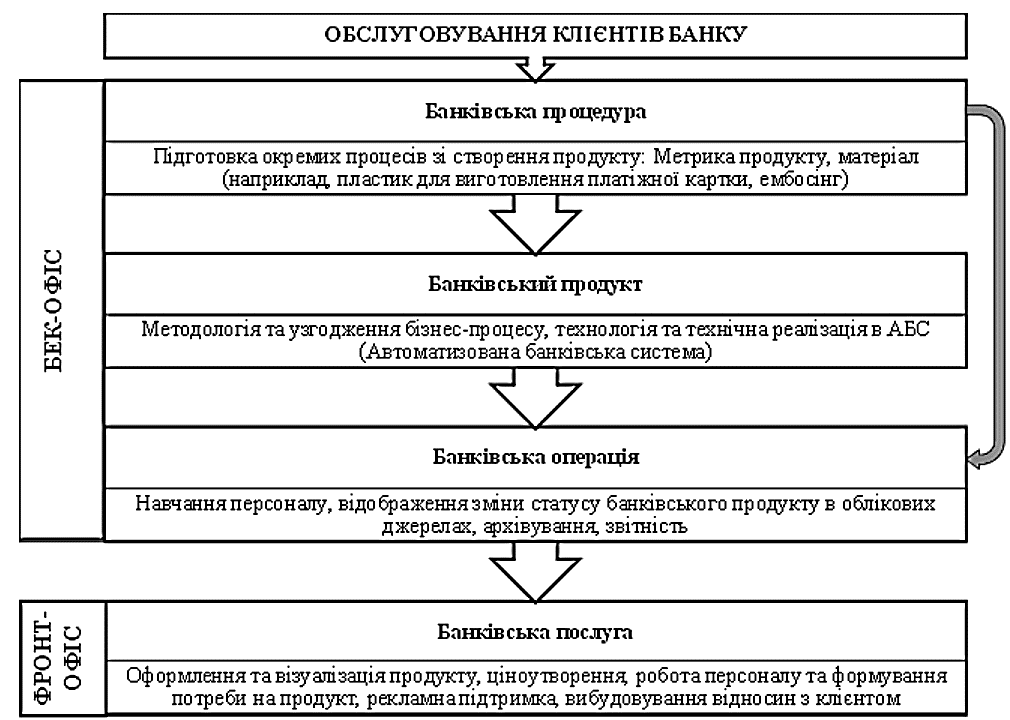 ОБСЛУГОВУВАННЯ КЛІЄНТІВ БАНКУ
БЕК-ОФІС
Банківська процедура
Підготовка окремих процесів зі створення продукту: Метрика продукту, матеріал
(наприклад, пластик для виготовлення платіжної картки, ембосінг)
Банківський продукт
Методологія та узгодження бізнес-процесу, технологія та технічна реалізація в АБС
(Автоматизована банківська система)
Банківська операція
Навчання персоналу, відображення зміни статусу банківського продукту в облікових
джерелах, архівування, звітність
ФРОНТ-
ОФІС
Банківська послуга
Оформлення та візуалізація продукту, ціноутворення, робота персоналу та формування
потреби на продукт, рекламна підтримка, вибудовування відносин з клієнтом